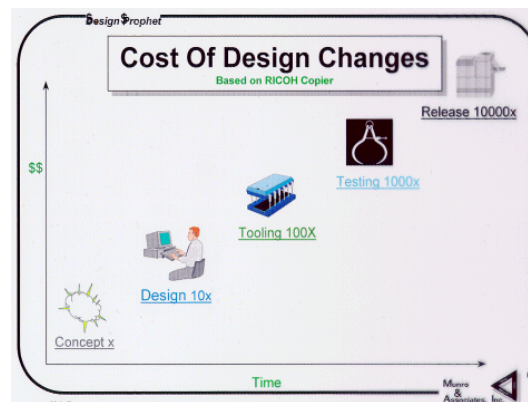 Design $Prophet
Cost Of Design Changes
Based on RICOH Copier
Release 10000x
$$
Testing 1000x
Tooling 100X
Design 10x
Concept x
Time
Munro
&
Associates, Inc.